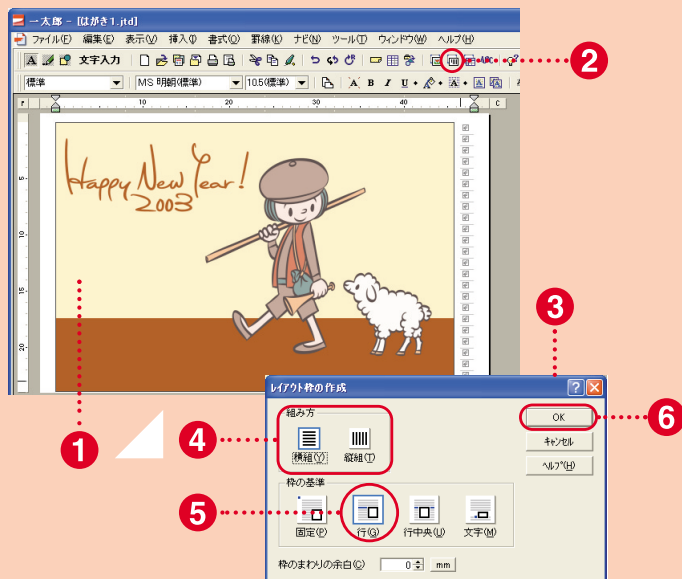 一太郎 - [はがき1.jtd]
ファイル(F) 編集(E) 表示(V) 挿入(I) 書式(O) 罫線(K) ナビ(N) ツール(T) ウィンドウ(W) ヘルプ(H)
A 文字入力 ABC
標準 MS 明朝(標準) 10.5(標準) A B I U A A A
10 20 30 40 C
Happy New Year!
2003
1
2
3
レイアウト枠の作成
組み方
4
横組(Y) 縦組(T)
OK
6
キャンセル
ヘルプ(H)
枠の基準
5
固定(P) 行(G) 行中央(U) 文字(M)
枠のまわりの余白(C) 0 mm